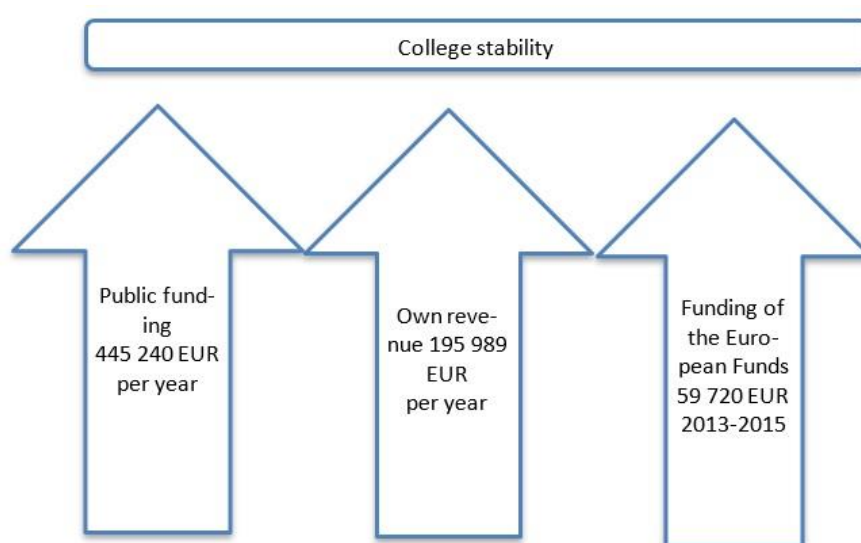 College stability
Public fund-
ing
445 240 EUR
per year
Own reve-
nue 195 989
EUR
per year
Funding of
the Euro-
pean Funds
59 720 EUR
2013-2015